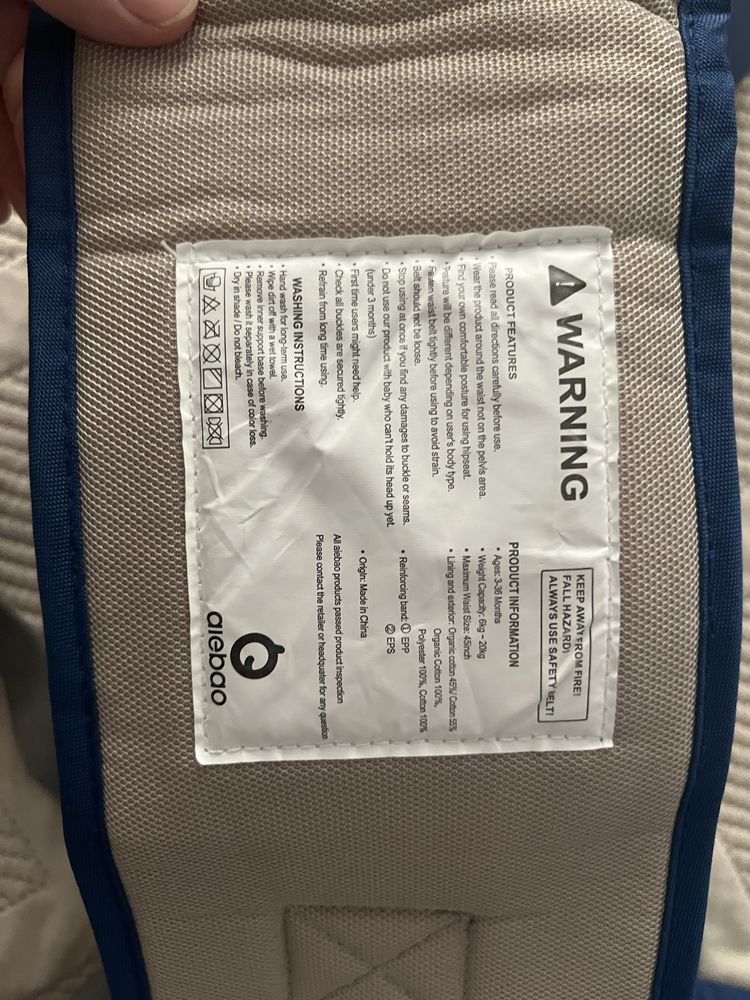 WARNING
KEEP AWAY FROM FIRE!
FALL HAZARD!
ALWAYS USE SAFETY BELT!
PRODUCT FEATURES
• Please read all directions carefully before use.
• Wear the product around the waist not on the pelvis area.
• Find your own comfortable posture for using hipseat.
• Posture will be different depending on user's body type.
• Fasten waist belt tightly before using to avoid strain.
• Belt should not be loose.
• Stop using at once if you find any damages to buckle or seams.
• Do not use our product with baby who can't hold its head up yet.
(under 3 months)
• First time users might need help.
• Check all buckles are secured tightly.
• Refrain from long time using.
WASHING INSTRUCTIONS
• Hand wash for long-term use.
• Wipe dirt off with a wet towel.
• Remove inner support base before washing.
• Please wash it separately in case of color loss.
• Dry in shade / Do not bleach.
PRODUCT INFORMATION
• Ages: 3-36 Months
• Weight Capacity: 6kg ~ 20kg
• Maximum Waist Size: 45inch
• Lining and exterior: Organic cotton 45%/ Cotton 55%
Organic Cotton 100%,
Polyester 100%, Cotton 100%
• Reinforcing band: ① EPP
② EPS
• Origin: Made in China
All aiebao products passed product inspection
Please contact the retailer or headquater for any question
aiebao